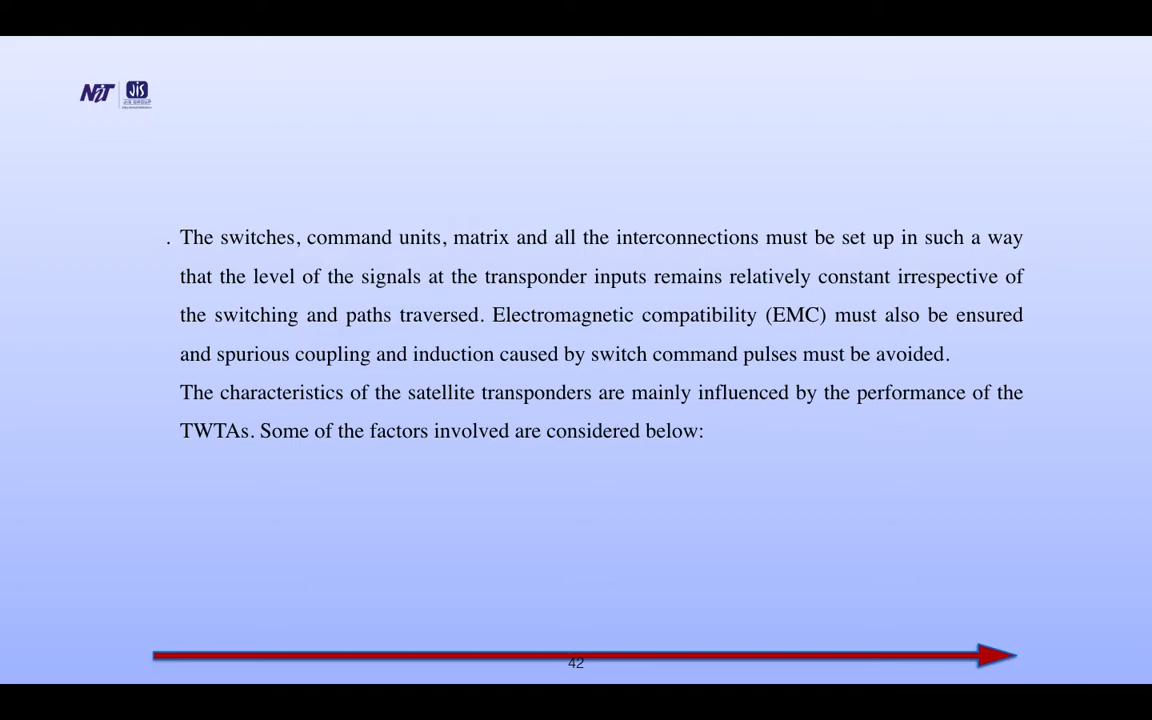 NiT JIS
JIS GROUP
. The switches, command units, matrix and all the interconnections must be set up in such a way
that the level of the signals at the transponder inputs remains relatively constant irrespective of
the switching and paths traversed. Electromagnetic compatibility (EMC) must also be ensured
and spurious coupling and induction caused by switch command pulses must be avoided.
The characteristics of the satellite transponders are mainly influenced by the performance of the
TWTAs. Some of the factors involved are considered below:
42